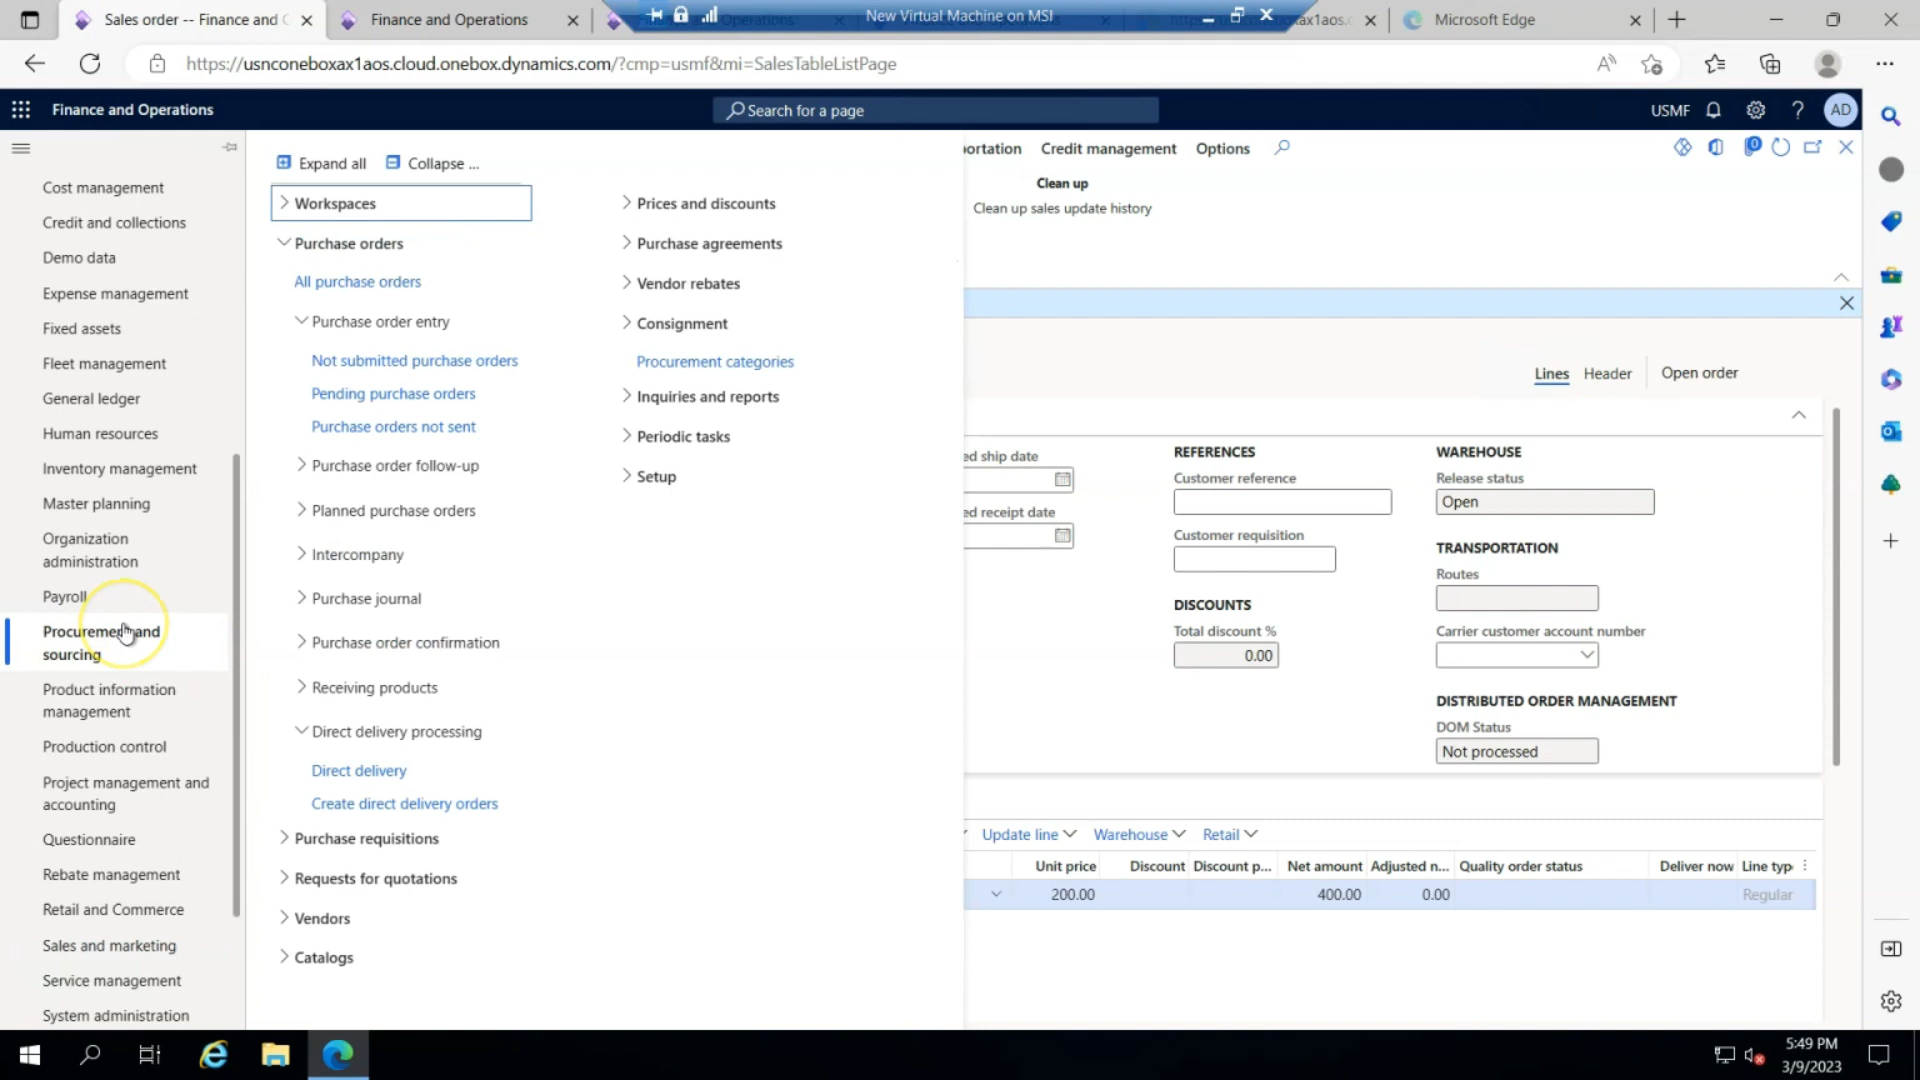 Sales order -- Finance and
Finance and Operations
New Virtual Machine on MSI
Microsoft Edge
https://usnconeboxax1aos.cloud.onebox.dynamics.com/?cmp=usmf&mi=SalesTableListPage
Finance and Operations
Search for a page
USMF
AD
Expand all
Collapse ...
ortation
Credit management
Options
0
Clean up
Clean up sales update history
Cost management
Credit and collections
Demo data
Expense management
Fixed assets
Fleet management
General ledger
Human resources
Inventory management
Master planning
Organization
administration
Payroll
Procurement and
sourcing
Product information
management
Production control
Project management and
accounting
Questionnaire
Rebate management
Retail and Commerce
Sales and marketing
Service management
System administration
Workspaces
Purchase orders
All purchase orders
Purchase order entry
Not submitted purchase orders
Pending purchase orders
Purchase orders not sent
Purchase order follow-up
Planned purchase orders
Intercompany
Purchase journal
Purchase order confirmation
Receiving products
Direct delivery processing
Direct delivery
Create direct delivery orders
Purchase requisitions
Requests for quotations
Vendors
Catalogs
Prices and discounts
Purchase agreements
Vendor rebates
Consignment
Procurement categories
Inquiries and reports
Periodic tasks
Setup
Lines
Header
Open order
ed ship date
ed receipt date
REFERENCES
Customer reference
Customer requisition
DISCOUNTS
Total discount %
0.00
WAREHOUSE
Release status
Open
TRANSPORTATION
Routes
Carrier customer account number
DISTRIBUTED ORDER MANAGEMENT
DOM Status
Not processed
Update line
Warehouse
Retail
Unit price
Discount
Discount p...
Net amount
Adjusted n...
Quality order status
Deliver now
Line typ
200.00
400.00
0.00
Regular
5:49 PM
3/9/2023